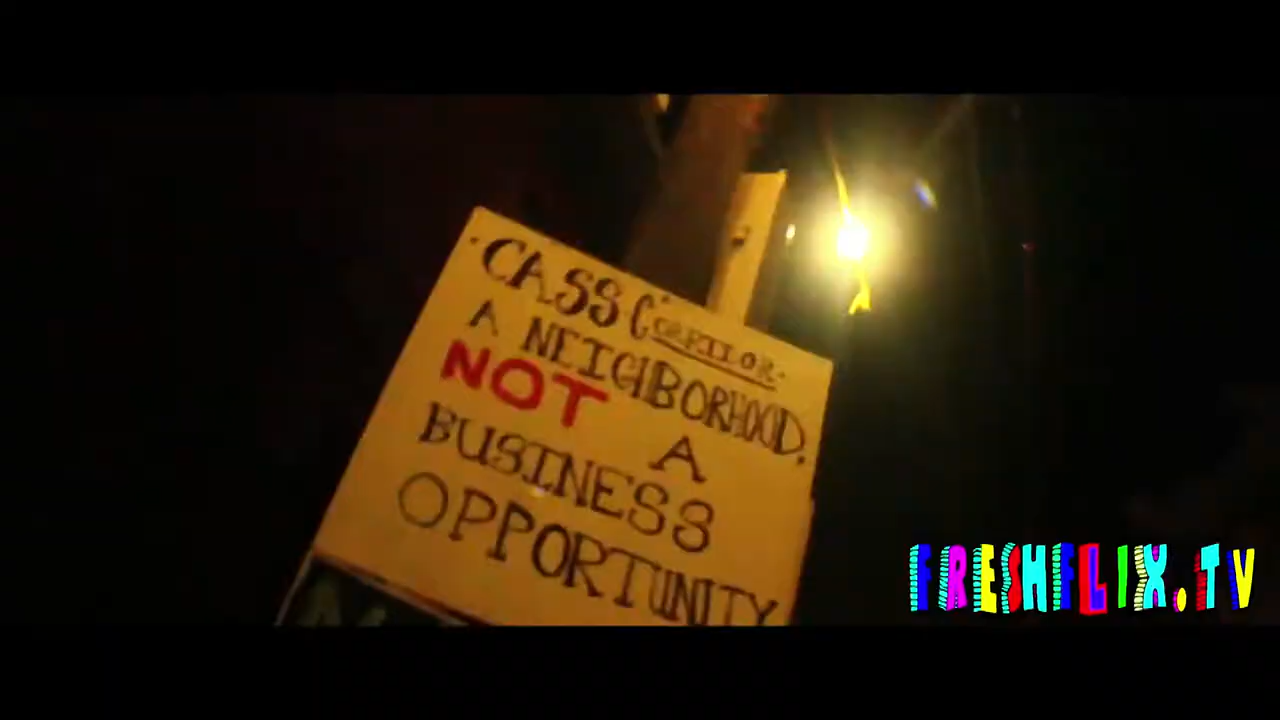 ·CASS CORRIDOR·
A NEIGHBORHOOD,
NOT A
BUSINESS
OPPORTUNITY
FRESHFLIX.TV